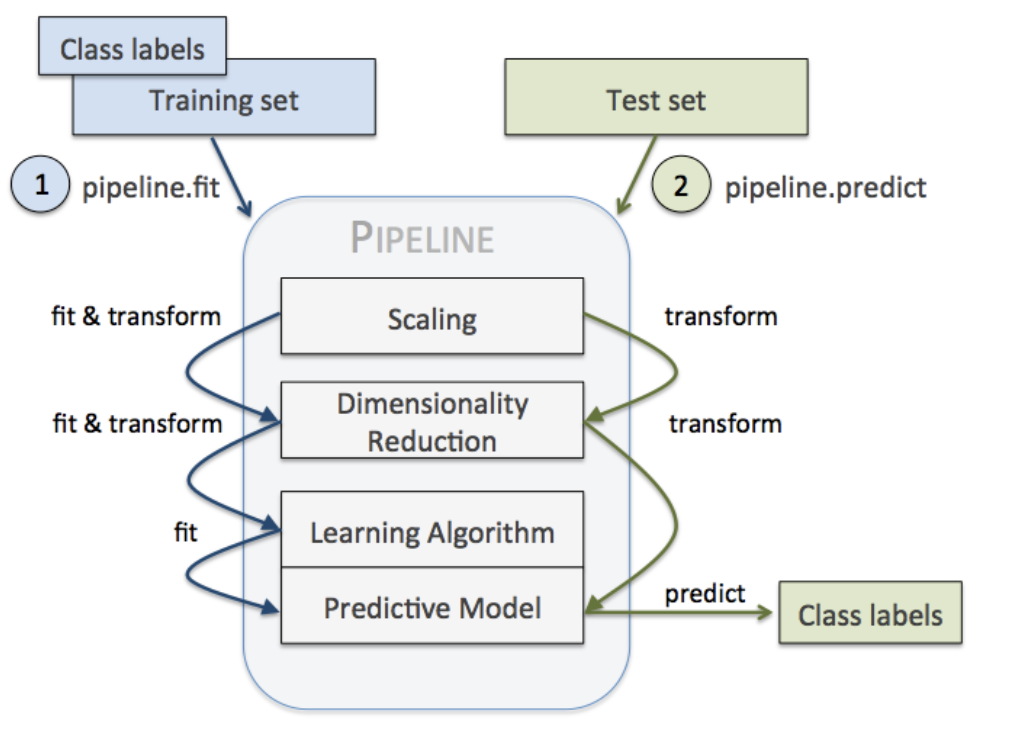 Class labels
Training set
Test set
1
pipeline.fit
2
pipeline.predict
PIPELINE
fit & transform
Scaling
transform
fit & transform
Dimensionality
Reduction
transform
fit
Learning Algorithm
Predictive Model
predict
Class labels